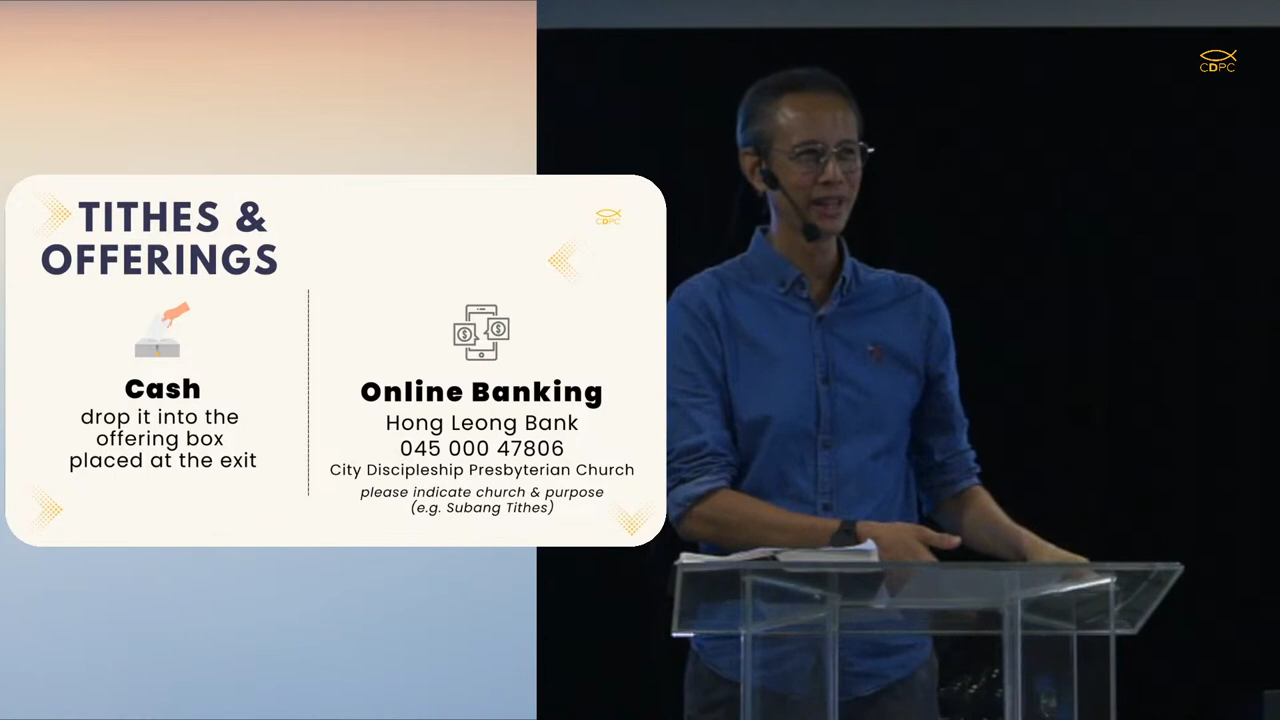 TITHES &
OFFERINGS
CDPC
Cash
drop it into the
offering box
placed at the exit
Online Banking
Hong Leong Bank
045 000 47806
City Discipleship Presbyterian Church
please indicate church & purpose
(e.g. Subang Tithes)
CDPC